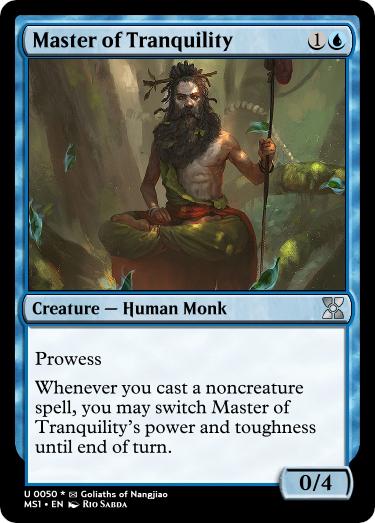 Master of Tranquility 1
Creature — Human Monk
Prowess
Whenever you cast a noncreature
spell, you may switch Master of
Tranquility's power and toughness
until end of turn.
0/4
U 0050 * Goliaths of Nangjiao
MS1 • EN Rio Sabda